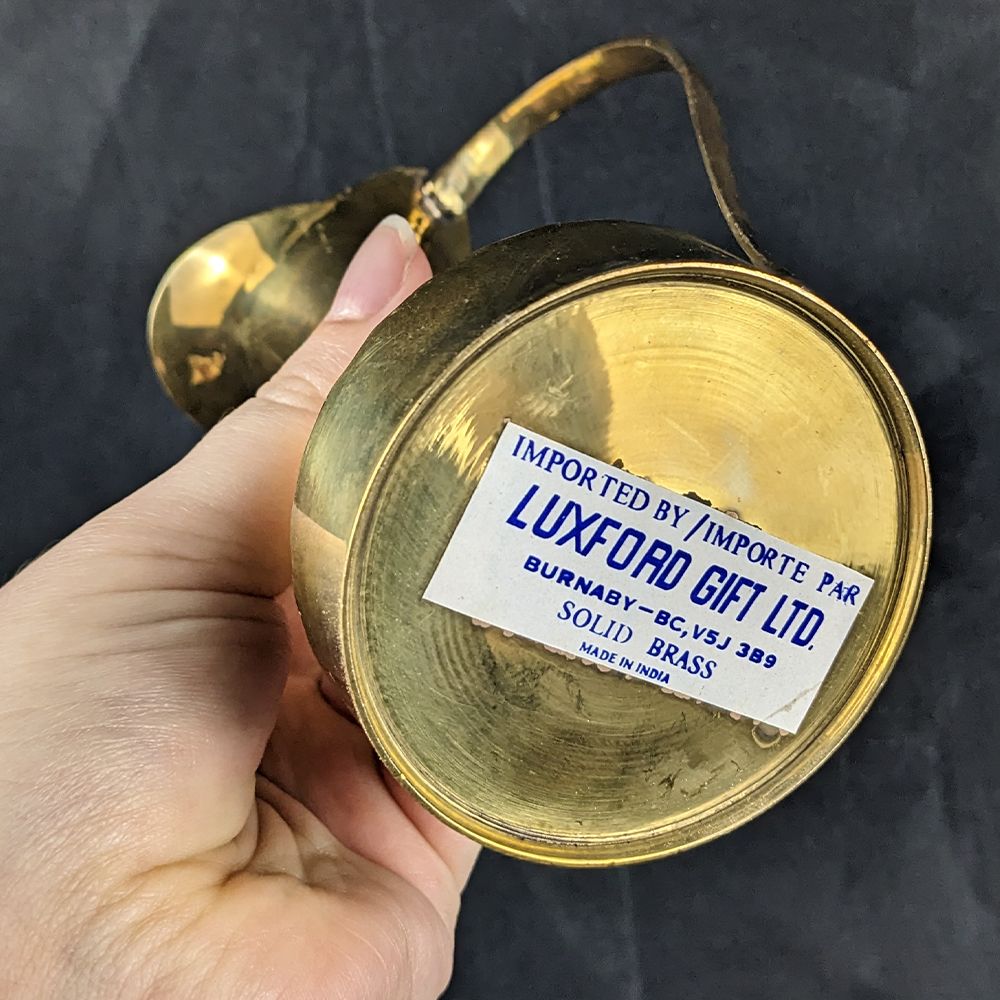 IMPORTED BY/IMPORTE PAR
LUXFORD GIFT LTD.
BURNABY-BC, V5J 3B9
SOLID BRASS
MADE IN INDIA